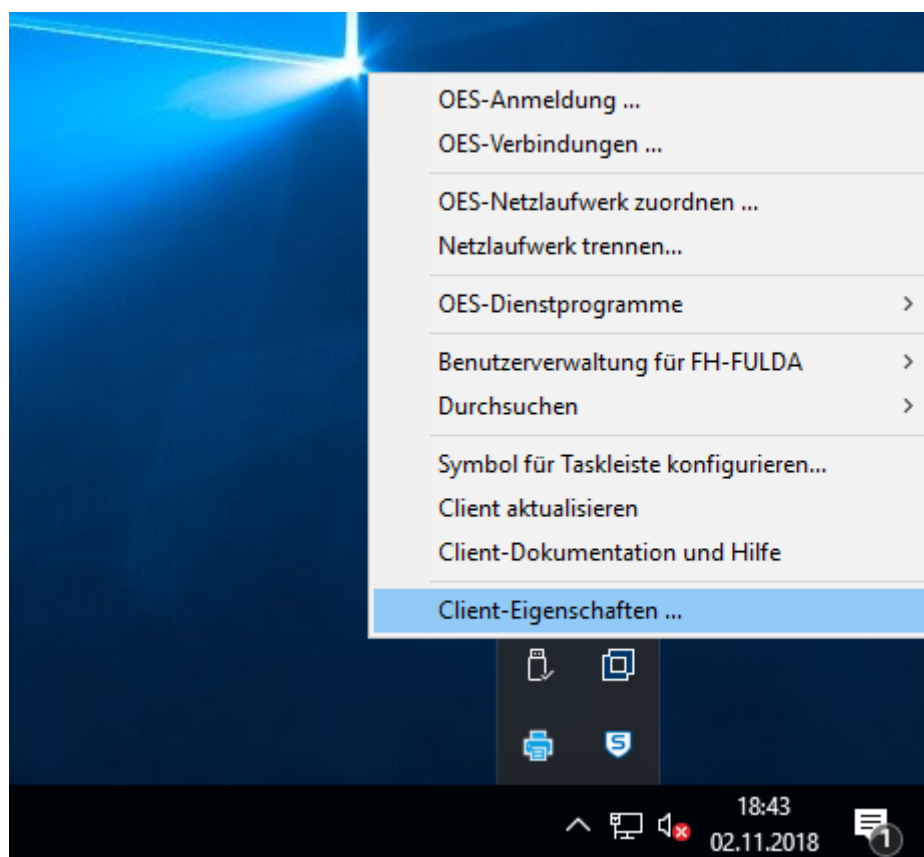 OES-Anmeldung ...
OES-Verbindungen ...
OES-Netzlaufwerk zuordnen ...
Netzlaufwerk trennen...
OES-Dienstprogramme
Benutzerverwaltung für FH-FULDA
Durchsuchen
Symbol für Taskleiste konfigurieren...
Client aktualisieren
Client-Dokumentation und Hilfe
Client-Eigenschaften ...
S
18:43
02.11.2018
1